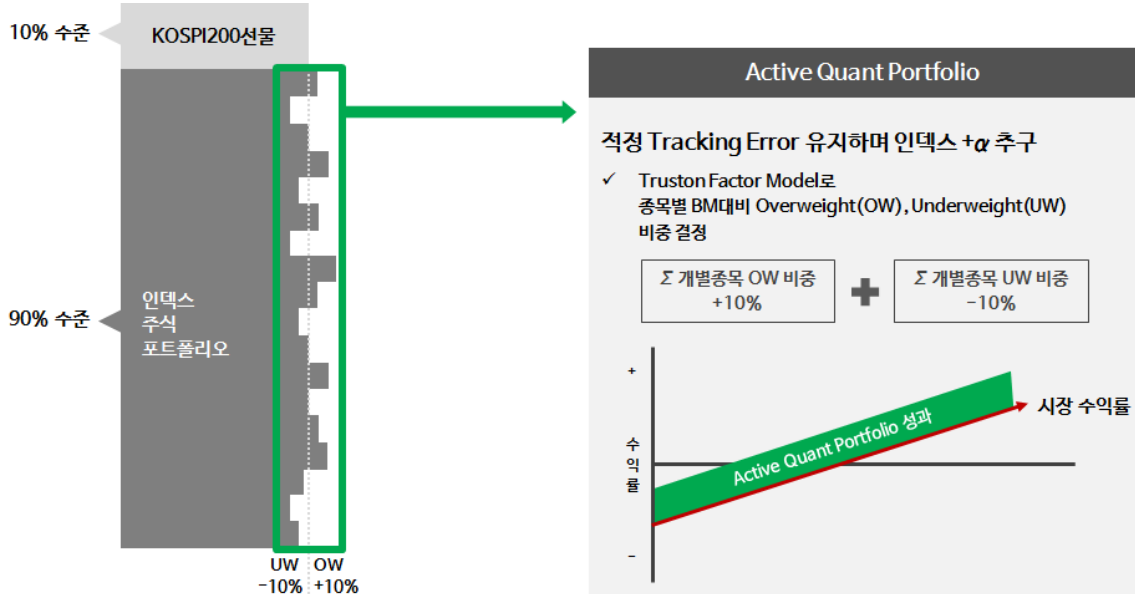 10% 수준
KOSPI200선물
90% 수준
인덱스
주식
포트폴리오
UW OW
-10% +10%
Active Quant Portfolio
적정 Tracking Error 유지하며 인덱스 +α 추구
✓ Truston Factor Model로
종목별 BM대비 Overweight(OW), Underweight(UW)
비중 결정
Σ 개별종목 OW 비중
+10%
Σ 개별종목 UW 비중
-10%
+
수
익
률
-
Active Quant Portfolio 성과
시장 수익률